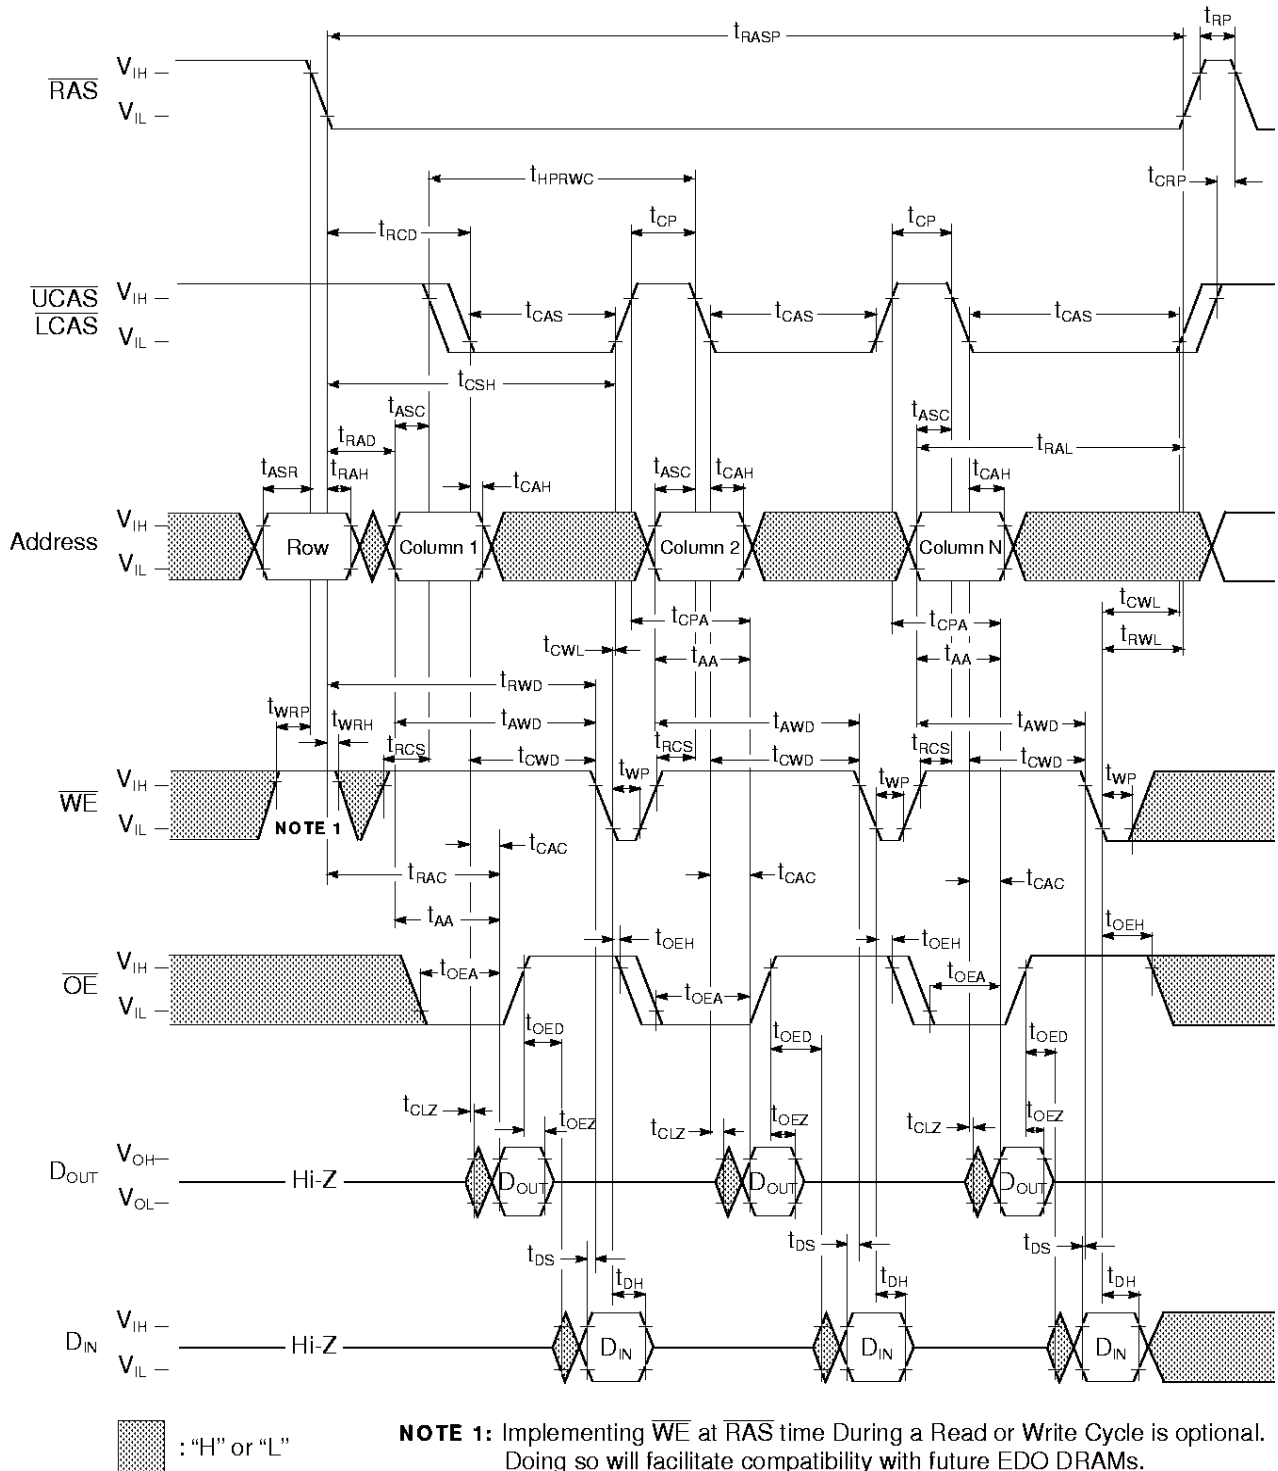 tRASP
tRP
RAS
VIH
VIL
tHPRWC
tCRP
tRCD
tCP
tCP
UCAS
LCAS
VIH
VIL
tCAS
tCAS
tCAS
tCSH
tASC
tASC
tRAD
tRAL
tASR
tRAH
tCAH
tASC
tCAH
tCAH
Address
VIH
VIL
Row
Column 1
Column 2
Column N
tCWL
tCPA
tCPA
tCWL
tRWL
tAA
tAA
tRWD
tWRP
tWRH
tAWD
tAWD
tAWD
tRCS
tCWD
tRCS
tCWD
tRCS
tCWD
WE
VIH
VIL
tWP
tWP
tWP
NOTE 1
tCAC
tRAC
tCAC
tCAC
tAA
tOEH
tOEH
tOEH
OE
VIH
VIL
tOEA
tOEA
tOEA
tOED
tOED
tOED
tCLZ
tOEZ
tCLZ
tOEZ
tCLZ
tOEZ
DOUT
VOH
VOL
Hi-Z
DOUT
DOUT
DOUT
tDS
tDS
tDS
tDH
tDH
tDH
DIN
VIH
VIL
Hi-Z
DIN
DIN
DIN
: “H” or “L”
NOTE 1: Implementing WE at RAS time During a Read or Write Cycle is optional.
Doing so will facilitate compatibility with future EDO DRAMs.